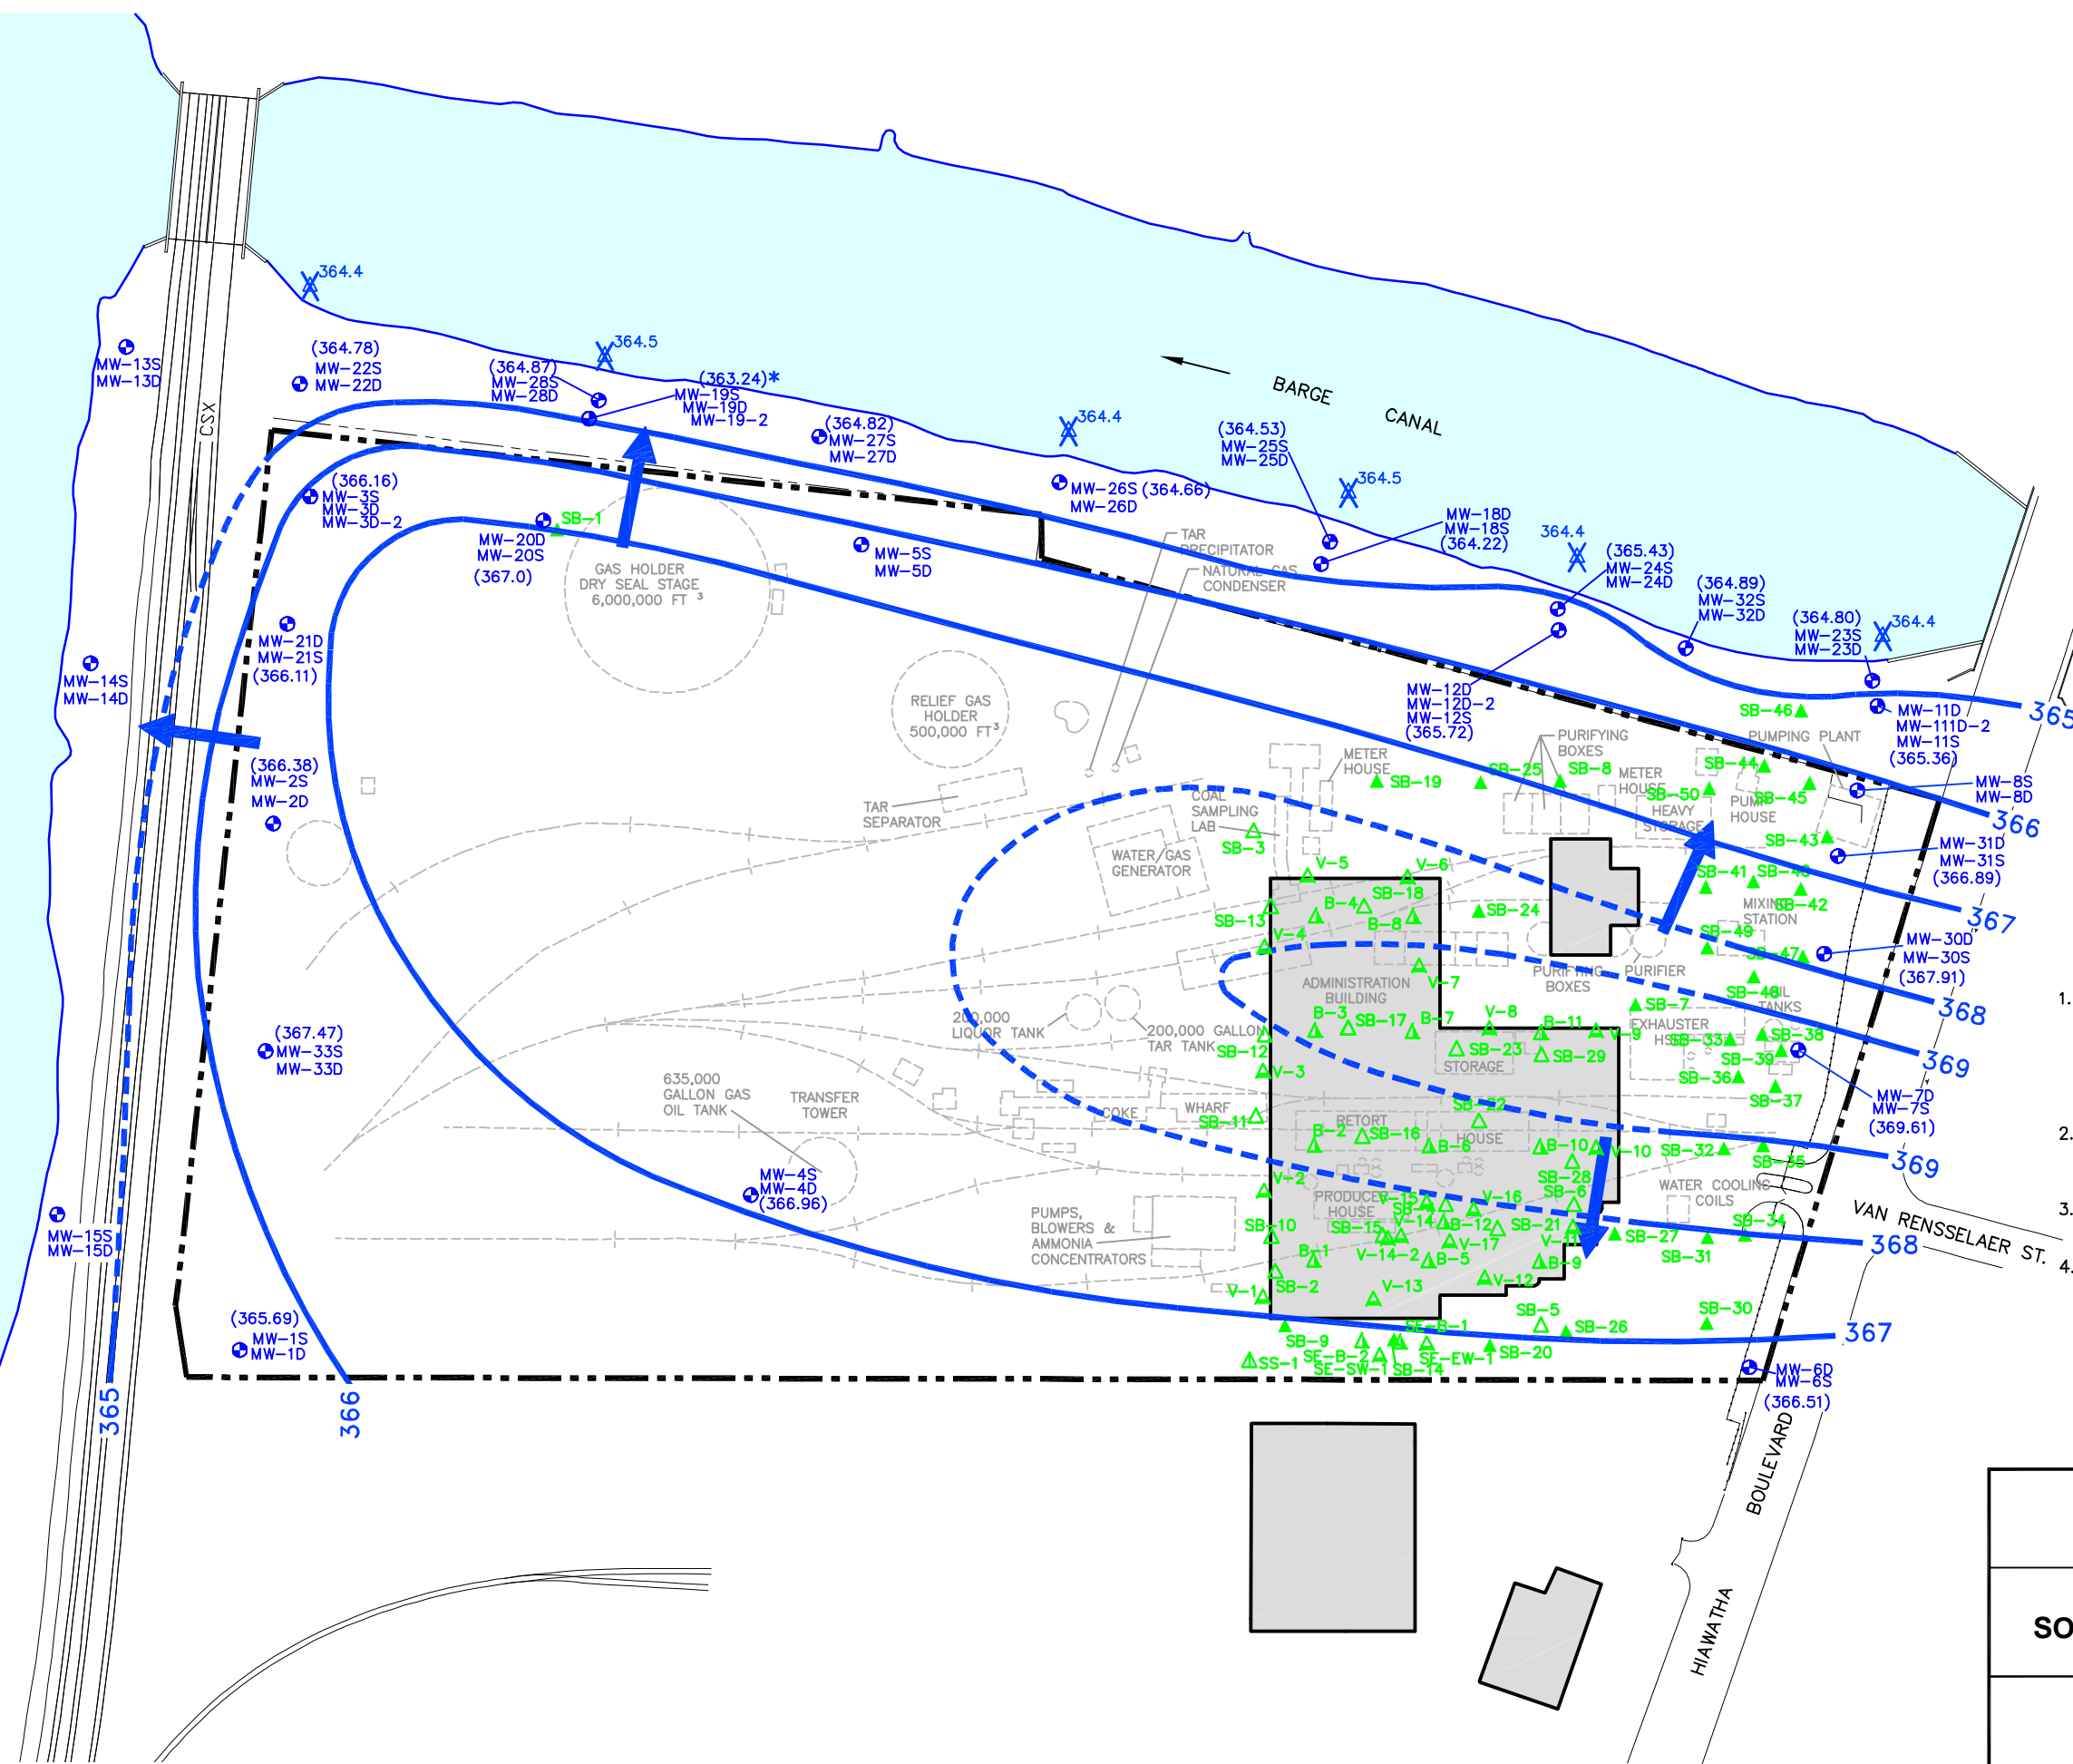 364.4
364.5
(364.78)
MW-22S
MW-22D
MW-13S
MW-13D
CSX
(364.87)
MW-28S
MW-28D
(363.24)*
MW-19S
MW-19D
MW-19-2
(364.82)
MW-27S
MW-27D
364.4
BARGE CANAL
(364.53)
MW-25S
MW-25D
364.5
MW-26S (364.66)
MW-26D
MW-18D
MW-18S
(364.22)
364.4
(365.43)
MW-24S
MW-24D
(364.89)
MW-32S
MW-32D
(364.80)
MW-23S
MW-23D
364.4
(366.16)
MW-3S
MW-3D
MW-3D-2
SB-1
MW-20D
MW-20S
(367.0)
GAS HOLDER
DRY SEAL STAGE
6,000,000 FT 3
MW-5S
MW-5D
TAR
PRECIPITATOR
NATURAL GAS
CONDENSER
MW-21D
MW-21S
(366.11)
MW-14S
MW-14D
RELIEF GAS
HOLDER
500,000 FT3
MW-12D
MW-12D-2
MW-12S
(365.72)
SB-46
MW-11D
MW-111D-2
MW-11S
(365.36)
365
PURIFYING
BOXES
PUMPING PLANT
(366.38)
MW-2S
MW-2D
METER
HOUSE
SB-19
SB-25
SB-8
METER
HOUSE
SB-44
SB-50
SB-45
MW-8S
MW-8D
TAR
SEPARATOR
COAL
SAMPLING
LAB
HEAVY
STORAGE
PUMP
HOUSE
366
SB-3
SB-43
MW-31D
MW-31S
(366.89)
WATER/GAS
GENERATOR
V-5
V-6
SB-41
SB-40
SB-18
SB-42
SB-13
B-4
B-8
SB-24
MIXING
STATION
367
V-4
SB-49
SB-47
MW-30D
MW-30S
(367.91)
V-7
ADMINISTRATION
BUILDING
PURIFYING
BOXES
PURIFIER
SB-48
OIL
TANKS
SB-7
368
1.
200,000
LIQUOR TANK
200,000 GALLON
TAR TANK
SB-12
B-3
SB-17
B-7
V-8
B-11
V-9
EXHAUSTER
HSE
SB-33
SB-38
SB-39
(367.47)
MW-33S
MW-33D
SB-23
SB-29
STORAGE
369
V-3
SB-36
SB-37
635,000
GALLON GAS
OIL TANK
TRANSFER
TOWER
COKE
WHARF
SB-11
RETORT
HOUSE
SB-22
MW-7D
MW-7S
(369.61)
2.
B-2
SB-16
B-6
B-10
V-10
SB-32
SB-35
369
MW-4S
MW-4D
(366.96)
V-2
SB-28
SB-6
WATER COOLING
COILS
PRODUCER
HOUSE
V-15
SB-4
V-16
PUMPS,
BLOWERS &
AMMONIA
CONCENTRATORS
SB-10
SB-15
V-14
B-12
SB-21
V-11
SB-27
SB-34
SB-31
368
VAN RENSSELAER ST.
3.
MW-15S
MW-15D
B-1
V-14-2
V-17
B-5
B-9
4.
SB-2
V-1
V-13
V-12
(365.69)
MW-1S
MW-1D
SB-5
SB-26
SB-30
367
SB-9
SE-B-1
SE-B-2
SE-EW-1
SB-20
SS-1
SE-SW-1
SB-14
MW-6D
MW-6S
(366.51)
365
366
HIAWATHA BOULEVARD
SO